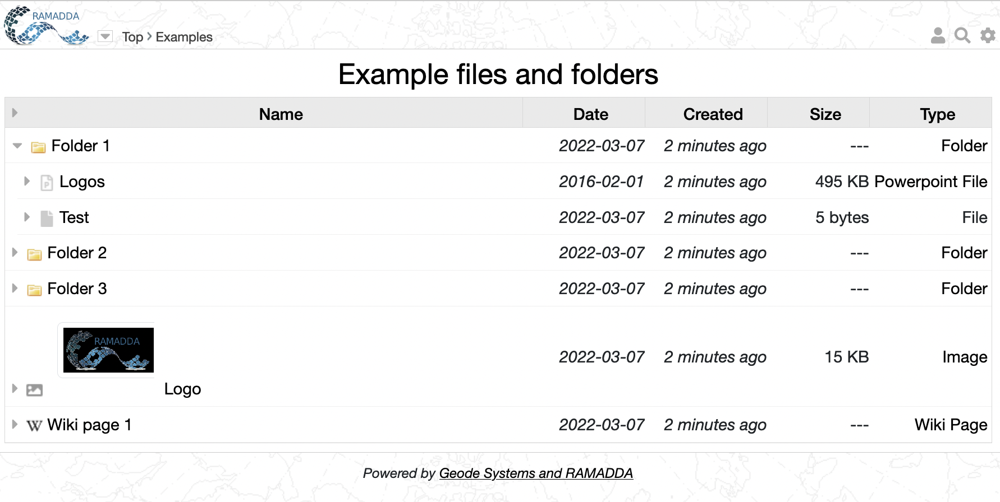 RAMADDA
Top › Examples
Example files and folders
Name Date Created Size Type
Folder 1 2022-03-07 2 minutes ago --- Folder
Logos 2016-02-01 2 minutes ago 495 KB Powerpoint File
Test 2022-03-07 2 minutes ago 5 bytes File
Folder 2 2022-03-07 2 minutes ago --- Folder
Folder 3 2022-03-07 2 minutes ago --- Folder
RAMADDA
2022-03-07 2 minutes ago 15 KB Image
Logo
W Wiki page 1 2022-03-07 2 minutes ago --- Wiki Page
Powered by Geode Systems and RAMADDA